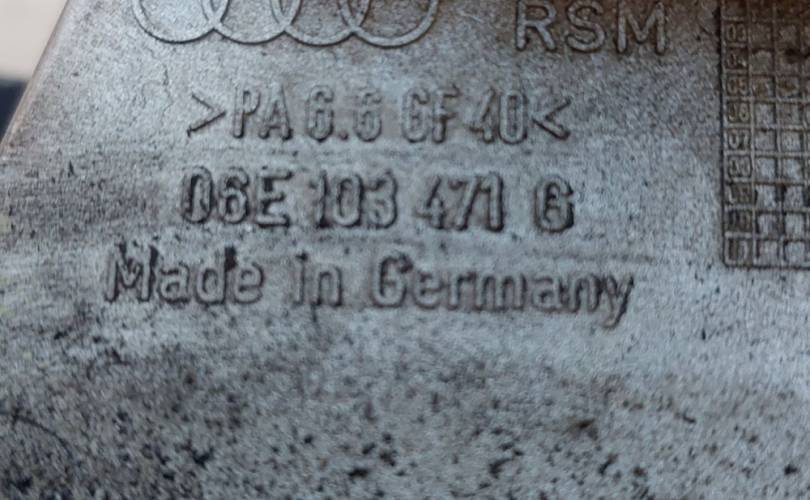 RSM
>PA 6.6 GF 40<
06E 103 471 G
Made in Germany